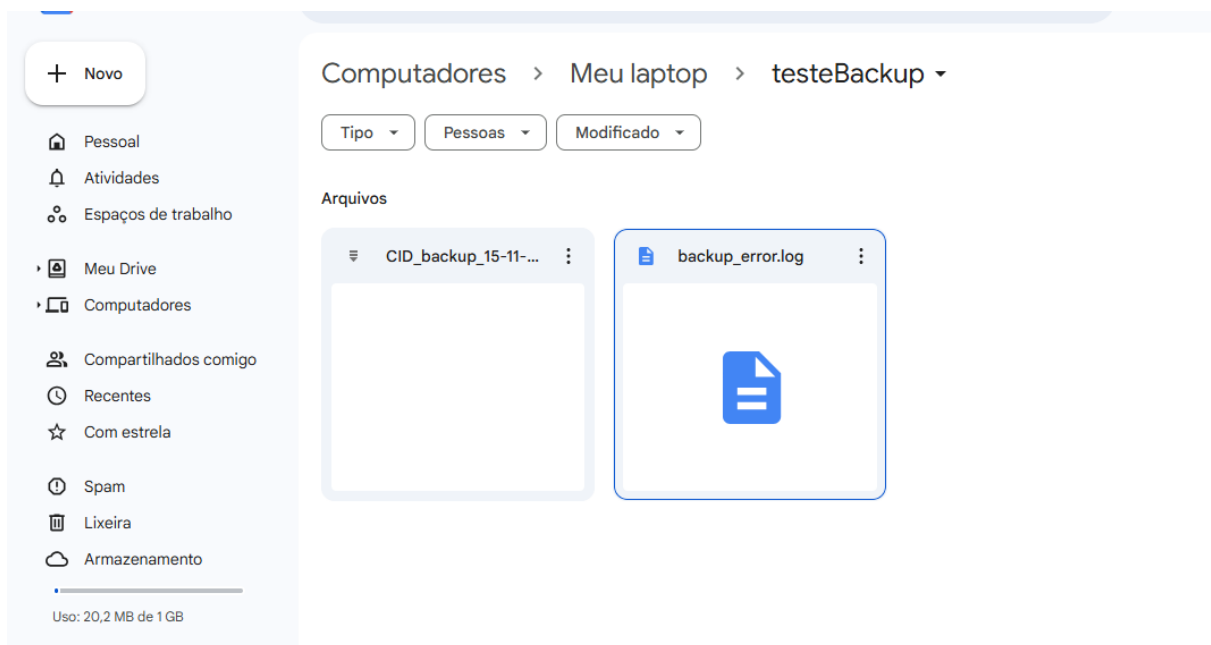 Novo
Pessoal
Atividades
Espaços de trabalho
Meu Drive
Computadores
Compartilhados comigo
Recentes
Com estrela
Spam
Lixeira
Armazenamento
Uso: 20,2 MB de 1 GB
Computadores > Meu laptop > testeBackup
Tipo Pessoas Modificado
Arquivos
CID_backup_15-11-... backup_error.log